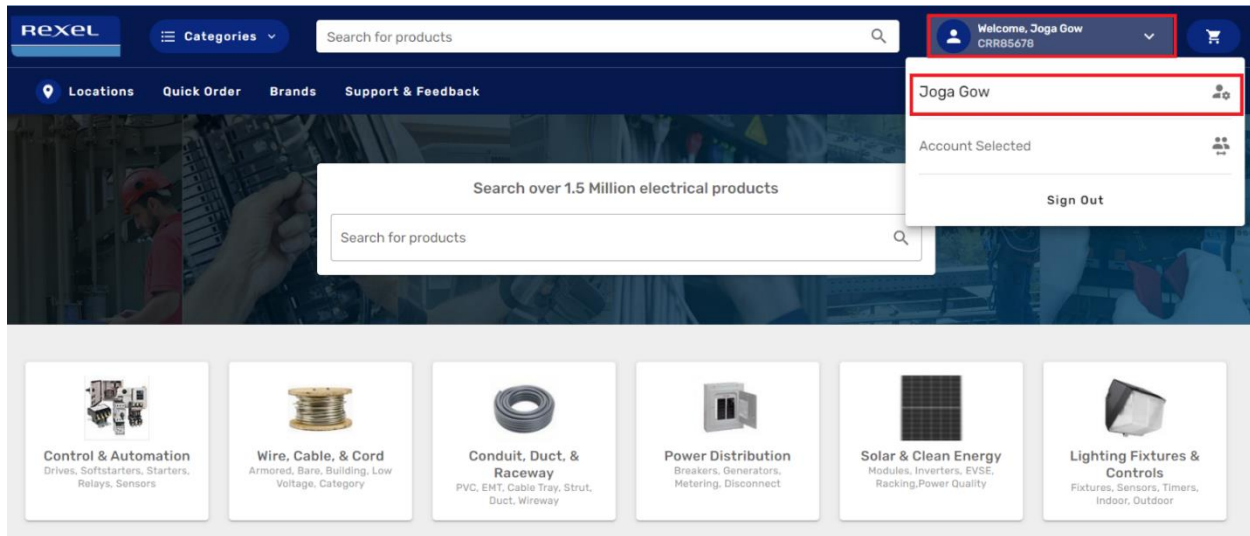 REXEL
Categories
Search for products
Welcome, Joga Gow
CRR85678
Locations
Quick Order
Brands
Support & Feedback
Joga Gow
Account Selected
Sign Out
Search over 1.5 Million electrical products
Search for products
Control & Automation
Drives, Softstarters, Starters,
Relays, Sensors
Wire, Cable, & Cord
Armored, Bare, Building, Low
Voltage, Category
Conduit, Duct, &
Raceway
PVC, EMT, Cable Tray, Strut,
Duct, Wireway
Power Distribution
Breakers, Generators,
Metering, Disconnect
Solar & Clean Energy
Modules, Inverters, EVSE,
Racking,Power Quality
Lighting Fixtures &
Controls
Fixtures, Sensors, Timers,
Indoor, Outdoor